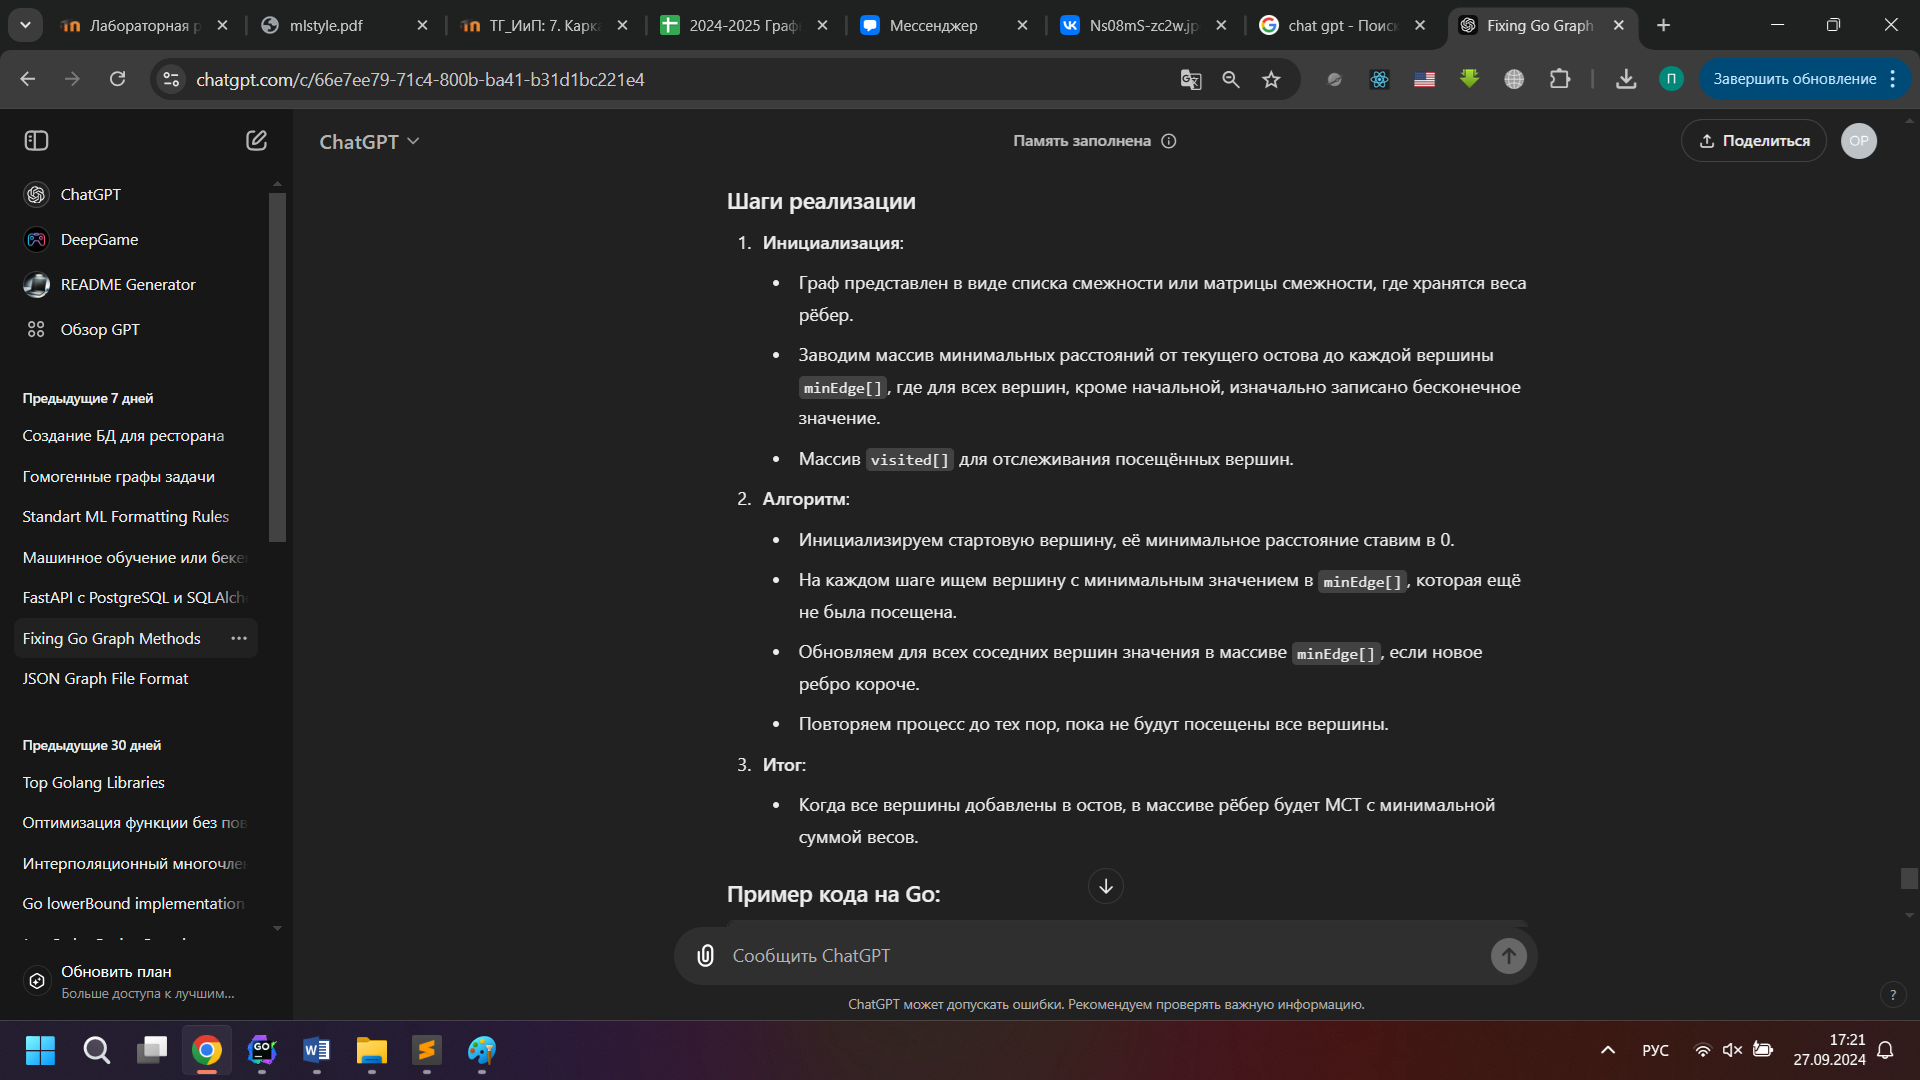 Лабораторная р
mlstyle.pdf
ТГ_ИиП: 7. Карка
2024-2025 Граф
Мессенджер
Ns08mS-zc2w.jp
chat gpt - Поиск
Fixing Go Graph
chatgpt.com/c/66e7ee79-71c4-800b-ba41-b31d1bc221e4
П
Завершить обновление
ChatGPT
Память заполнена
Поделиться
OP
ChatGPT
DeepGame
README Generator
Обзор GPT
Предыдущие 7 дней
Создание БД для ресторана
Гомогенные графы задачи
Standart ML Formatting Rules
Машинное обучение или беке
FastAPI с PostgreSQL и SQLAlch
Fixing Go Graph Methods
JSON Graph File Format
Предыдущие 30 дней
Top Golang Libraries
Оптимизация функции без пов
Интерполяционный многочле
Go lowerBound implementation
Обновить план
Больше доступа к лучшим...
Шаги реализации
1. Инициализация:
• Граф представлен в виде списка смежности или матрицы смежности, где хранятся веса
рёбер.
• Заводим массив минимальных расстояний от текущего остова до каждой вершины
minEdge[], где для всех вершин, кроме начальной, изначально записано бесконечное
значение.
• Массив visited[] для отслеживания посещённых вершин.
2. Алгоритм:
• Инициализируем стартовую вершину, её минимальное расстояние ставим в 0.
• На каждом шаге ищем вершину с минимальным значением в minEdge[], которая ещё
не была посещена.
• Обновляем для всех соседних вершин значения в массиве minEdge[], если новое
ребро короче.
• Повторяем процесс до тех пор, пока не будут посещены все вершины.
3. Итог:
• Когда все вершины добавлены в остов, в массиве рёбер будет МСТ с минимальной
суммой весов.
Пример кода на Go:
Сообщить ChatGPT
ChatGPT может допускать ошибки. Рекомендуем проверять важную информацию.
?
GO
РУС
17:21
27.09.2024